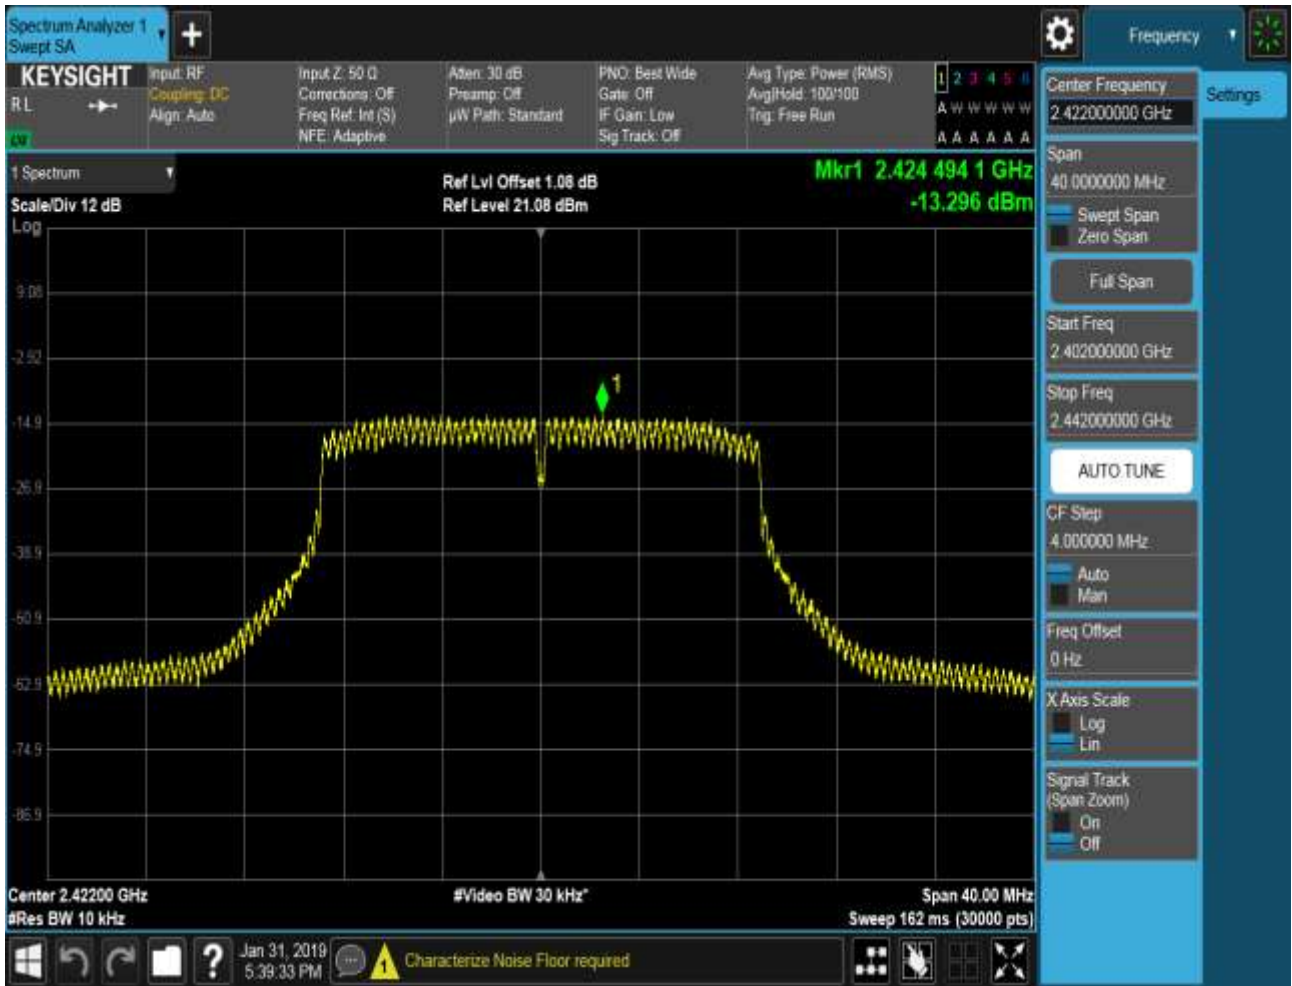 Spectrum Analyzer 1
Swept SA
+
Frequency
KEYSIGHT
R L
Input: RF
Coupling: DC
Align: Auto
Input Z: 50 Ω
Corrections: Off
Freq Ref: Int (S)
NFE: Adaptive
Atten: 30 dB
Preamp: Off
µW Path: Standard
PNO: Best Wide
Gate: Off
IF Gain: Low
Sig Track: Off
Avg Type: Power (RMS)
Avg|Hold: 100/100
Trig: Free Run
1 2 3 4 5 6
A W W W W W
A A A A A A
1 Spectrum
Scale/Div 12 dB
Log
Ref Lvl Offset 1.08 dB
Ref Level 21.08 dBm
Mkr1 2.424 494 1 GHz
-13.296 dBm
9.08
-2.92
-14.9
-26.9
-38.9
-50.9
-62.9
-74.9
-86.9
1
Center 2.42200 GHz
#Res BW 10 kHz
#Video BW 30 kHz*
Span 40.00 MHz
Sweep 162 ms (30000 pts)
Center Frequency
2.422000000 GHz
Settings
Span
40.0000000 MHz
Swept Span
Zero Span
Full Span
Start Freq
2.402000000 GHz
Stop Freq
2.442000000 GHz
AUTO TUNE
CF Step
4.000000 MHz
Auto
Man
Freq Offset
0 Hz
X Axis Scale
Log
Lin
Signal Track
(Span Zoom)
On
Off
?
Jan 31, 2019
5:39:33 PM
1
Characterize Noise Floor required